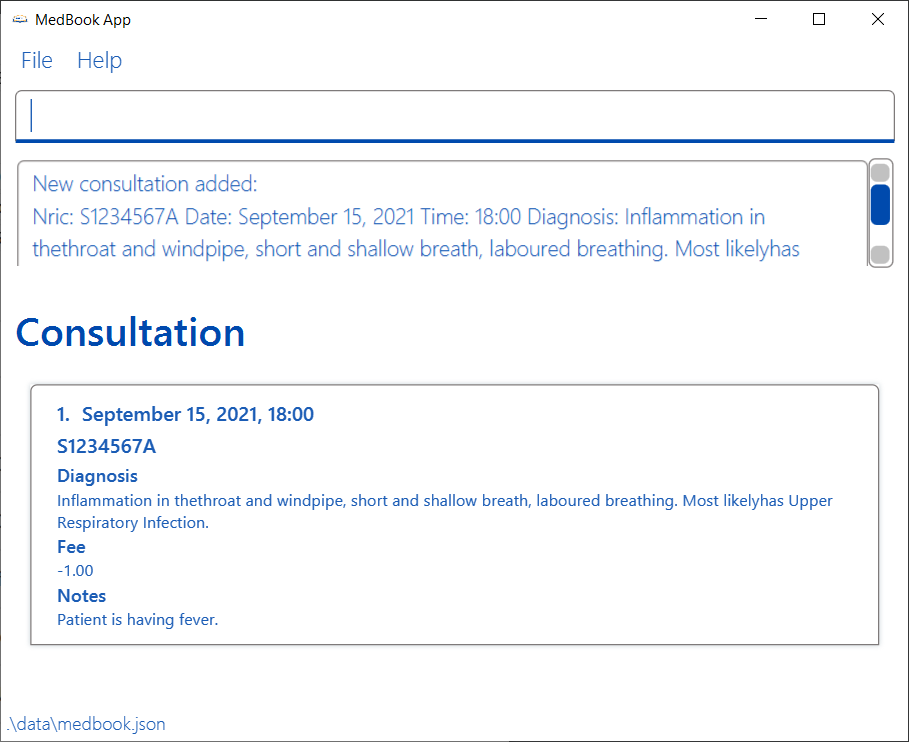 MedBook App
File Help
New consultation added:
Nric: S1234567A Date: September 15, 2021 Time: 18:00 Diagnosis: Inflammation in
thethroat and windpipe, short and shallow breath, laboured breathing. Most likelyhas
Consultation
1. September 15, 2021, 18:00
S1234567A
Diagnosis
Inflammation in thethroat and windpipe, short and shallow breath, laboured breathing. Most likelyhas Upper
Respiratory Infection.
Fee
-1.00
Notes
Patient is having fever.
.\data\medbook.json